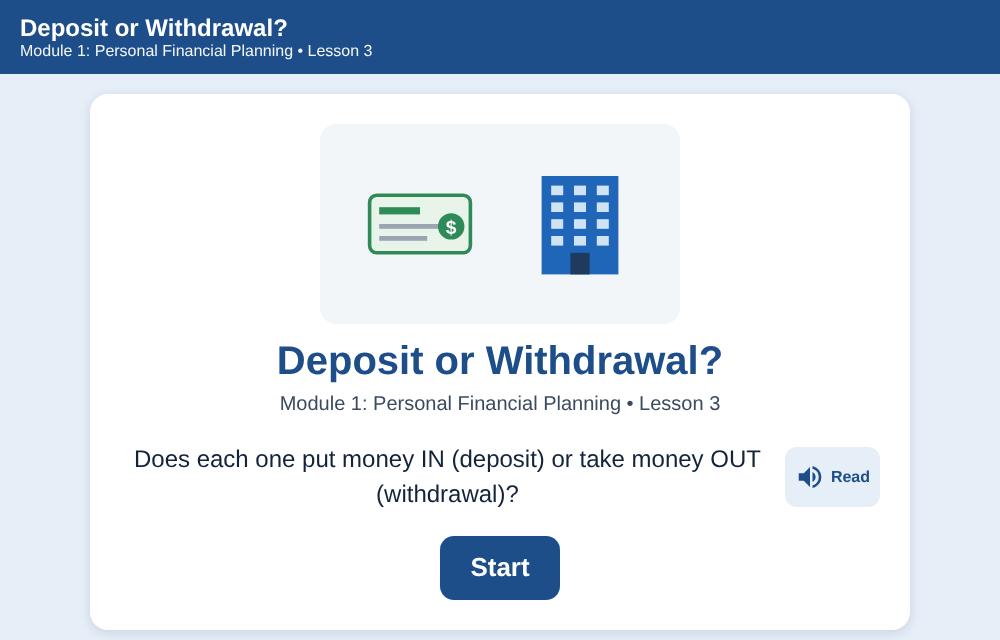 Deposit or Withdrawal?
Module 1: Personal Financial Planning • Lesson 3
$
Deposit or Withdrawal?
Module 1: Personal Financial Planning • Lesson 3
Does each one put money IN (deposit) or take money OUT
(withdrawal)?
Read
Start